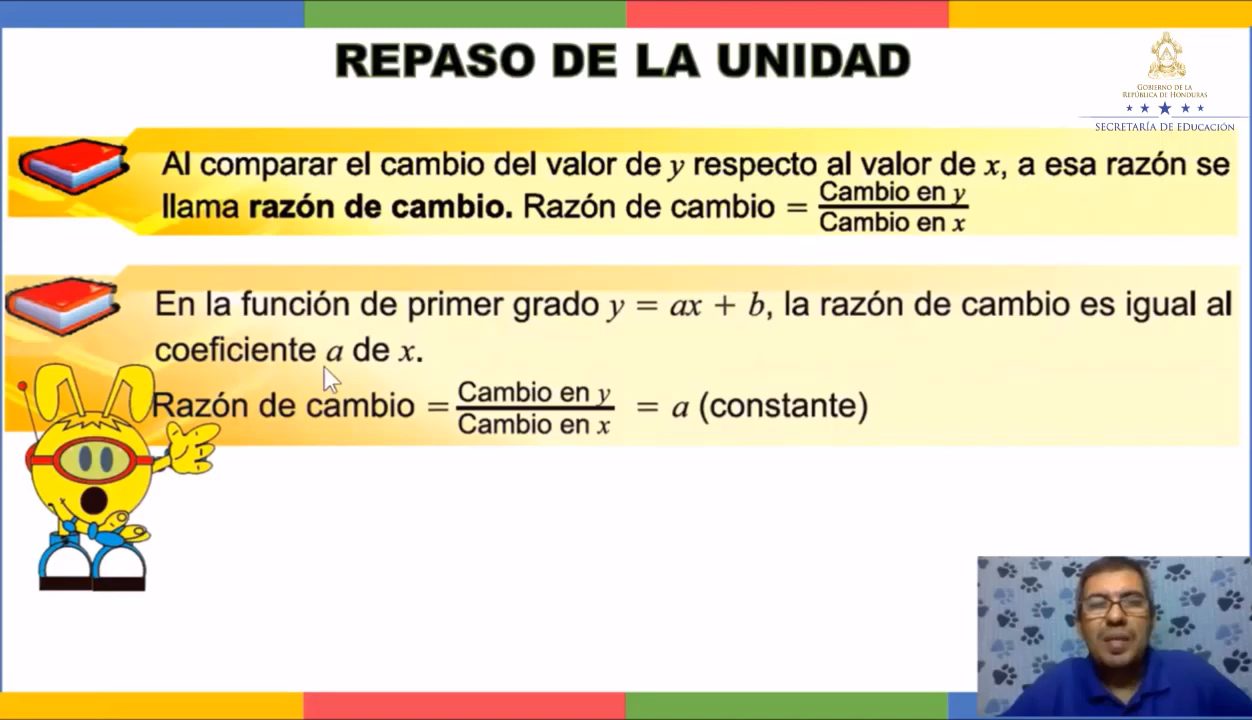 REPASO DE LA UNIDAD
GOBIERNO DE LA
REPÚBLICA DE HONDURAS
SECRETARÍA DE EDUCACIÓN
Al comparar el cambio del valor de y respecto al valor de x, a esa razón se
llama razón de cambio. Razón de cambio = Cambio en y / Cambio en x
En la función de primer grado y = ax + b, la razón de cambio es igual al
coeficiente a de x.
Razón de cambio = Cambio en y / Cambio en x = a (constante)